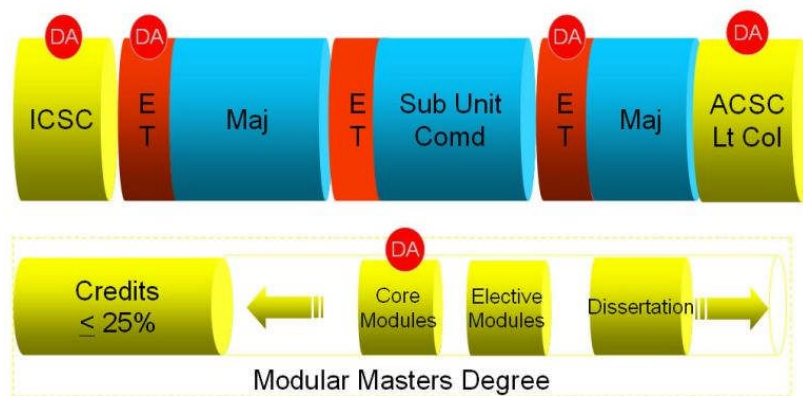 DA
DA
DA
DA
ICSC
E
T
Maj
E
T
Sub Unit
Comd
E
T
Maj
ACSC
Lt Col
DA
Credits
≤ 25%
Core
Modules
Elective
Modules
Dissertation
Modular Masters Degree